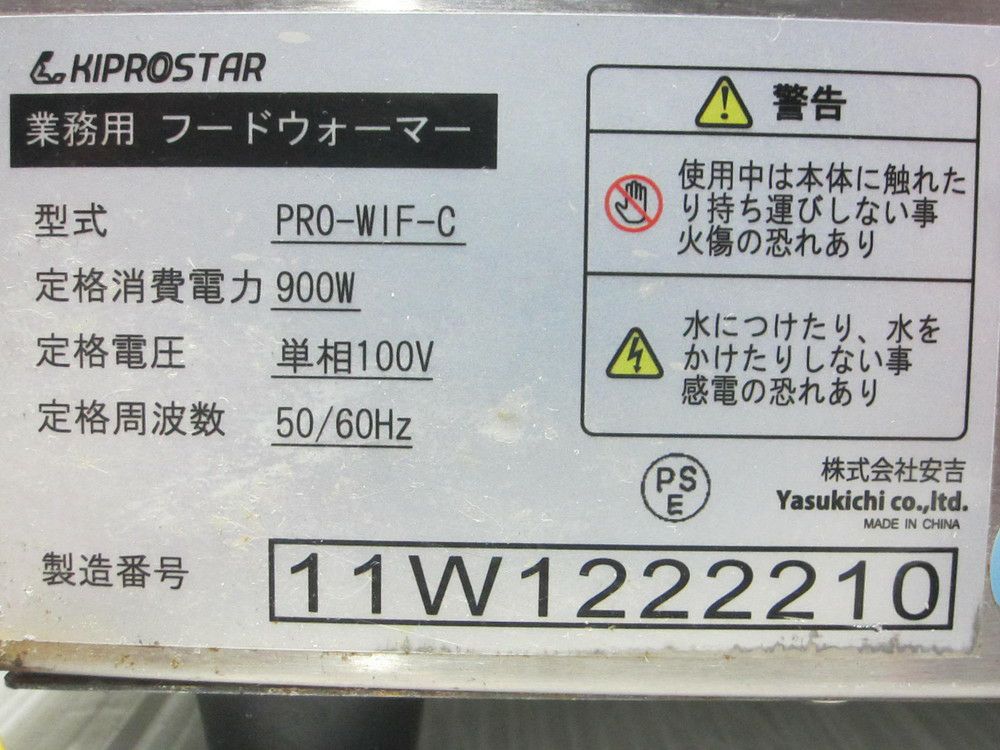 KIPROSTAR
業務用 フードウォーマー
型式 PRO-WIF-C
定格消費電力 900W
定格電圧 単相100V
定格周波数 50/60Hz
警告
使用中は本体に触れた
り持ち運びしない事
火傷の恐れあり
水につけたり、水を
かけたりしない事
感電の恐れあり
PS
E
株式会社安吉
Yasukichi co.,ltd.
MADE IN CHINA
製造番号 11W1222210